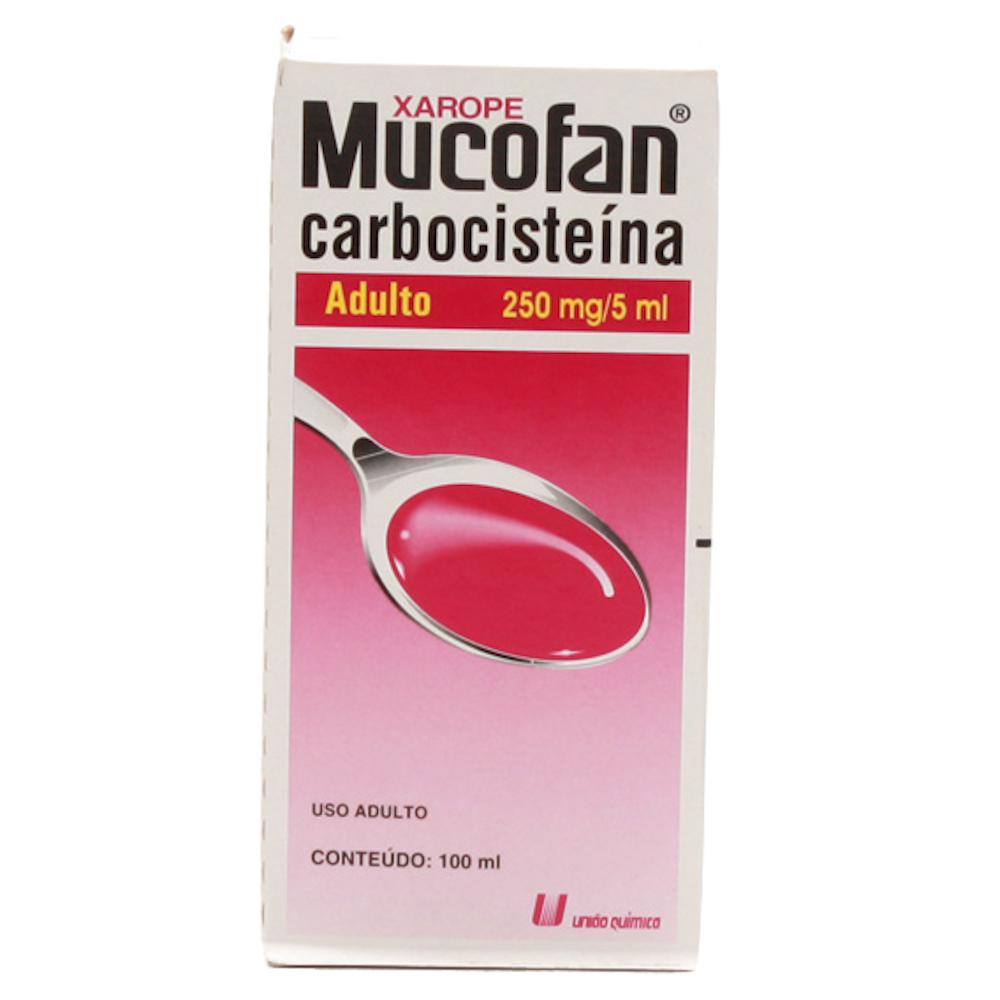 XAROPE
Mucofan®
carbocisteína
Adulto 250 mg/5 ml
USO ADULTO
CONTEÚDO: 100 ml
união química